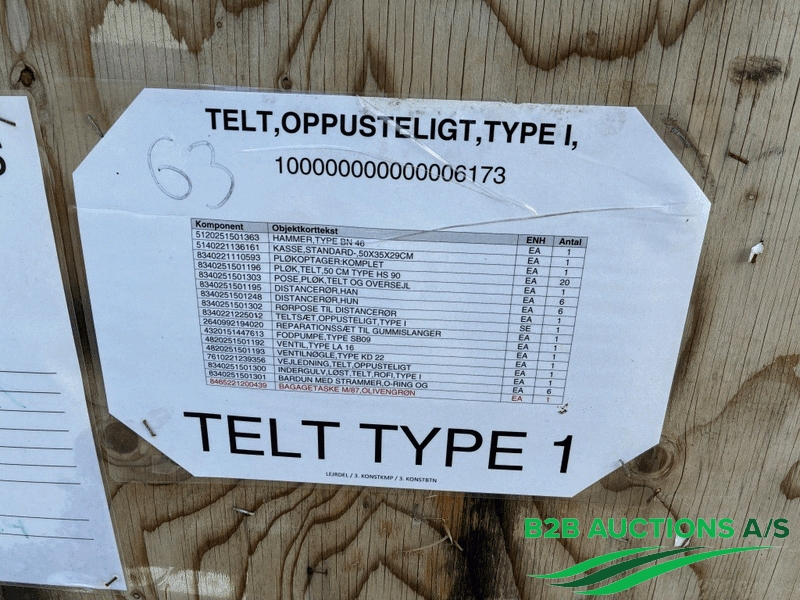 TELT,OPPUSTELIGT,TYPE I,
63
100000000000006173
Komponent Objektkorttekst ENH Antal
5120251501363 HAMMER,TYPE BN 46 EA 1
5140221136161 KASSE,STANDARD-,50X35X29CM EA 1
8340221110593 PLØKOPTAGER:KOMPLET EA 1
8340251501196 PLØK,TELT,50 CM TYPE HS 90 EA 20
8340251501303 POSE,PLØK,TELT OG OVERSEJL EA 1
8340251501195 DISTANCERØR,HAN EA 6
8340251501248 DISTANCERØR,HUN EA 6
8340251501302 RØRPOSE TIL DISTANCERØR EA 1
8340221225012 TELTSÆT,OPPUSTELIGT,TYPE I SE 1
2640992194020 REPARATIONSSÆT TIL GUMMISLANGER EA 1
4320151447613 FODPUMPE,TYPE SB09 EA 1
4820251501192 VENTIL,TYPE LA 16 EA 1
4820251501193 VENTILNØGLE,TYPE KD 22 EA 1
7610221239356 VEJLEDNING,TELT,OPPUSTELIGT EA 1
8340251501300 INDERGULV,LØST,TELT,ROFI,TYPE I EA 1
8340251501301 BARDUN MED STRAMMER,O-RING OG EA 6
8465221200439 BAGAGETASKE M/87,OLIVENGRØN EA 1
TELT TYPE 1
LEJRDEL / 3. KONSTKMP / 3. KONSTBTN
B2B AUCTIONS A/S